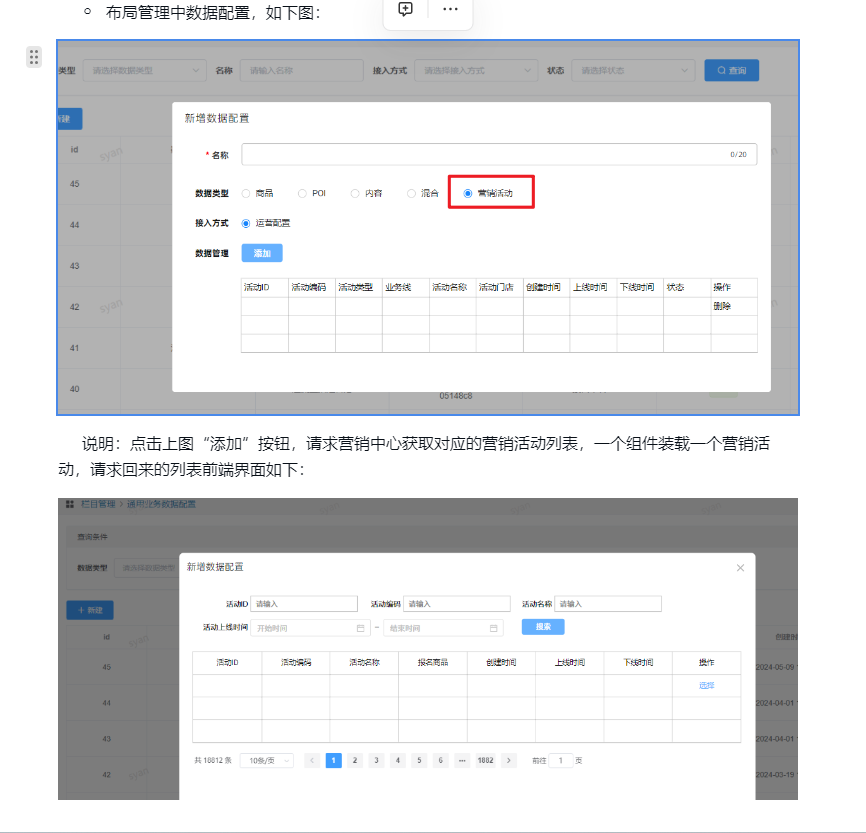 布局管理中数据配置，如下图：
类型 请选择数据类型 名称 请输入名称 接入方式 请选择接入方式 状态 请选择状态 查询
新建
新增数据配置
id
* 名称 0/20
45
数据类型 商品 POI 内容 混合 营销活动
44
接入方式 运营配置
43
数据管理 添加
活动ID 活动编码 活动类型 业务线 活动名称 活动门店 创建时间 上线时间 下线时间 状态 操作
42
删除
41
40
05148c8
说明：点击上图“添加”按钮，请求营销中心获取对应的营销活动列表，一个组件装载一个营销活
动，请求回来的列表前端界面如下：
栏目管理 > 通用业务数据配置
查询条件
数据类型 请选择数据类型
新增数据配置
活动ID 请输入 活动编码 请输入 活动名称 请输入
+ 新建
活动上线时间 开始时间 ~ 结束时间 搜索
id
创建时
活动ID 活动编码 活动名称 报名商品 创建时间 上线时间 下线时间 操作
45
2024-05-09
选择
44
2024-04-01
43
2024-04-01
共 18812 条 10条/页 < 1 2 3 4 5 6 ••• 1882 > 前往 1 页
42
2024-03-19